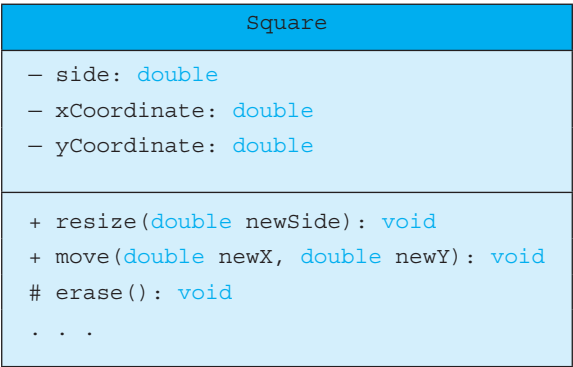 Square
– side: double
– xCoordinate: double
– yCoordinate: double
+ resize(double newSide): void
+ move(double newX, double newY): void
# erase(): void
. . .